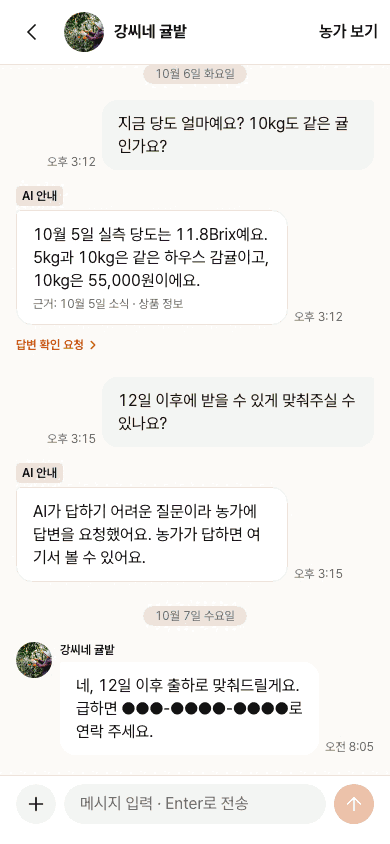 강씨네 귤밭
농가 보기
10월 6일 화요일
지금 당도 얼마예요? 10kg도 같은 귤
인가요?
오후 3:12
AI 안내
10월 5일 실측 당도는 11.8Brix예요.
5kg과 10kg은 같은 하우스 감귤이고,
10kg은 55,000원이에요.
근거: 10월 5일 소식 · 상품 정보
오후 3:12
답변 확인 요청
12일 이후에 받을 수 있게 맞춰주실 수
있나요?
오후 3:15
AI 안내
AI가 답하기 어려운 질문이라 농가에
답변을 요청했어요. 농가가 답하면 여
기서 볼 수 있어요.
오후 3:15
10월 7일 수요일
강씨네 귤밭
네, 12일 이후 출하로 맞춰드릴게요.
급하면 ●●●-●●●●-●●●●로
연락 주세요.
오전 8:05
메시지 입력 · Enter로 전송